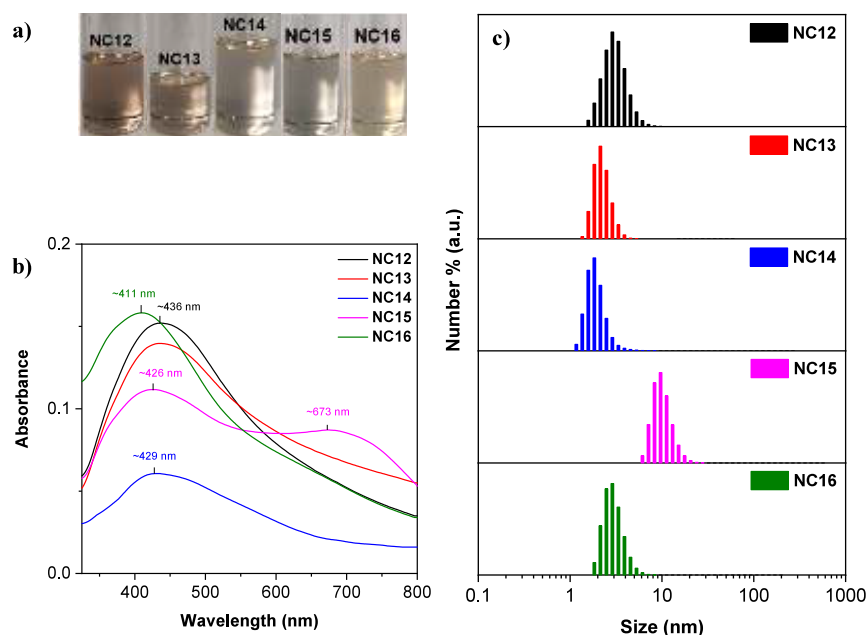 a)
NC12
NC13
NC14
NC15
NC16
b)
0.2
0.1
0.0
Absorbance
400 500 600 700 800
Wavelength (nm)
~411 nm
~436 nm
~426 nm
~673 nm
~429 nm
NC12
NC13
NC14
NC15
NC16
c)
NC12
NC13
NC14
NC15
NC16
Number % (a.u.)
0.1 1 10 100 1000
Size (nm)